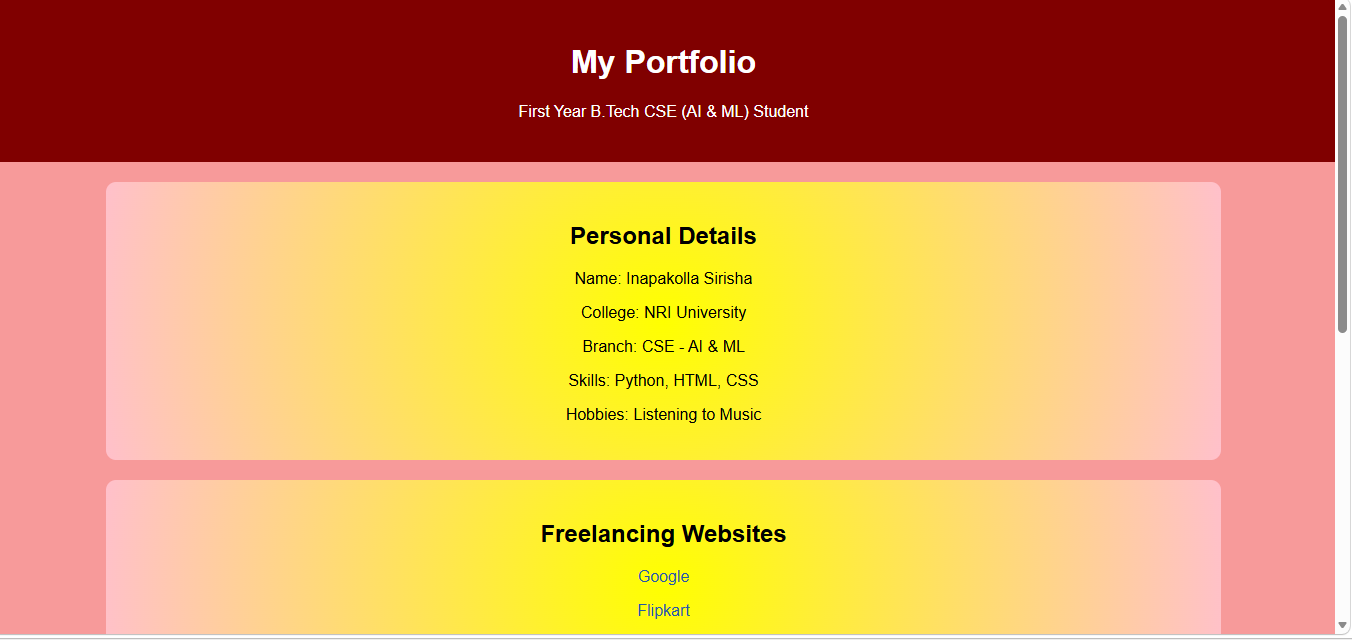 My Portfolio
First Year B.Tech CSE (AI & ML) Student
Personal Details
Name: Inapakolla Sirisha
College: NRI University
Branch: CSE - AI & ML
Skills: Python, HTML, CSS
Hobbies: Listening to Music
Freelancing Websites
Google
Flipkart